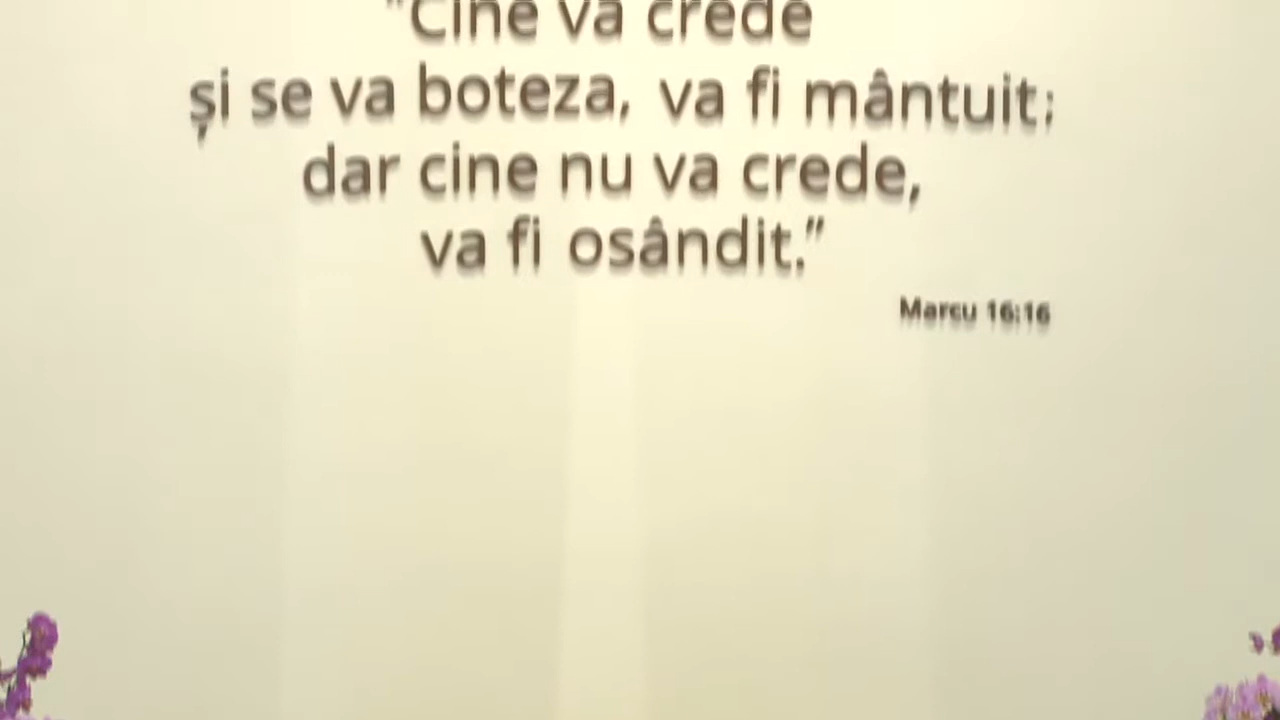 "Cine va crede
și se va boteza, va fi mântuit;
dar cine nu va crede,
va fi osândit.”
Marcu 16:16